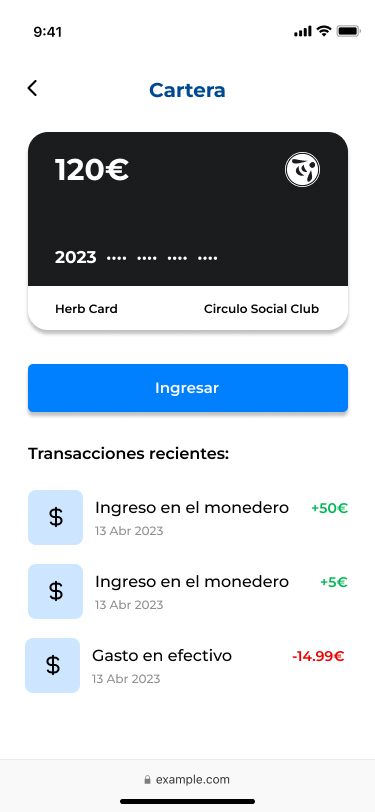 9:41
Cartera
120€
2023 •••• •••• •••• ••••
Herb Card Circulo Social Club
Ingresar
Transacciones recientes:
$ Ingreso en el monedero +50€
13 Abr 2023
$ Ingreso en el monedero +5€
13 Abr 2023
$ Gasto en efectivo -14.99€
13 Abr 2023
example.com